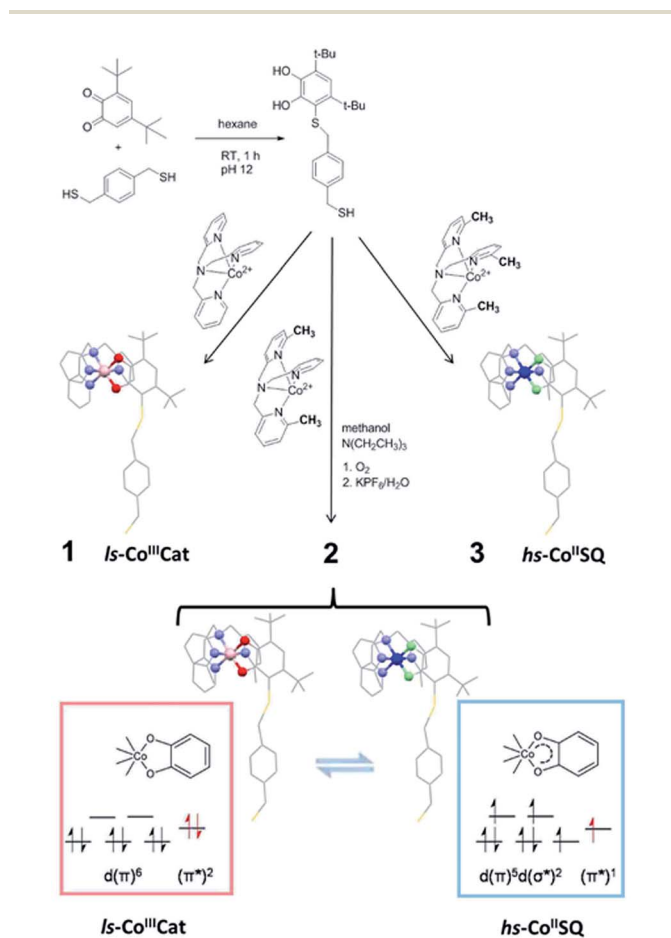 t-Bu
HO
HO
t-Bu
S
SH
O
O
+
HS
SH
hexane
RT, 1 h
pH 12
N
N
N
N
Co²⁺
CH₃
N
N
N
N
Co²⁺
CH₃
CH₃
CH₃
N
N
N
N
Co²⁺
CH₃
methanol
N(CH₂CH₃)₃
1. O₂
2. KPF₆/H₂O
1 ls-CoᴵᴵᴵCat
2
3 hs-CoᴵᴵSQ
Co
O
O
d(π)⁶ (π*)²
ls-CoᴵᴵᴵCat
Co
O
O
d(π)⁵d(σ*)² (π*)¹
hs-CoᴵᴵSQ